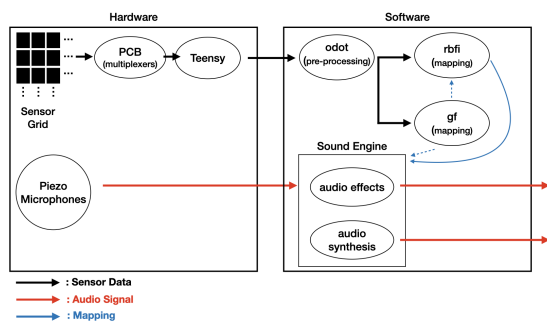 Hardware
Software
PCB
(multiplexers)
Teensy
Sensor
Grid
Piezo
Microphones
odot
(pre-processing)
rbfi
(mapping)
gf
(mapping)
Sound Engine
audio effects
audio
synthesis
: Sensor Data
: Audio Signal
: Mapping